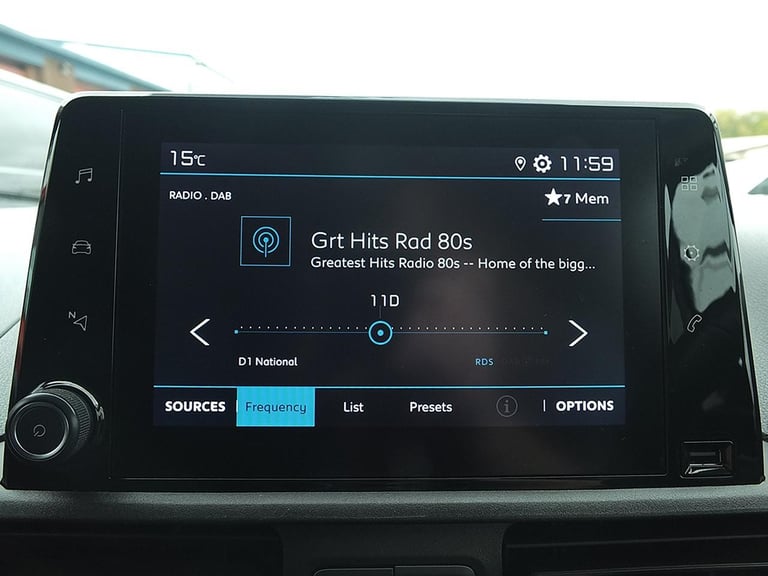 15°C 11:59
RADIO . DAB ★7 Mem
Grt Hits Rad 80s
Greatest Hits Radio 80s -- Home of the bigg...
11D
D1 National RDS
SOURCES Frequency List Presets i OPTIONS
N